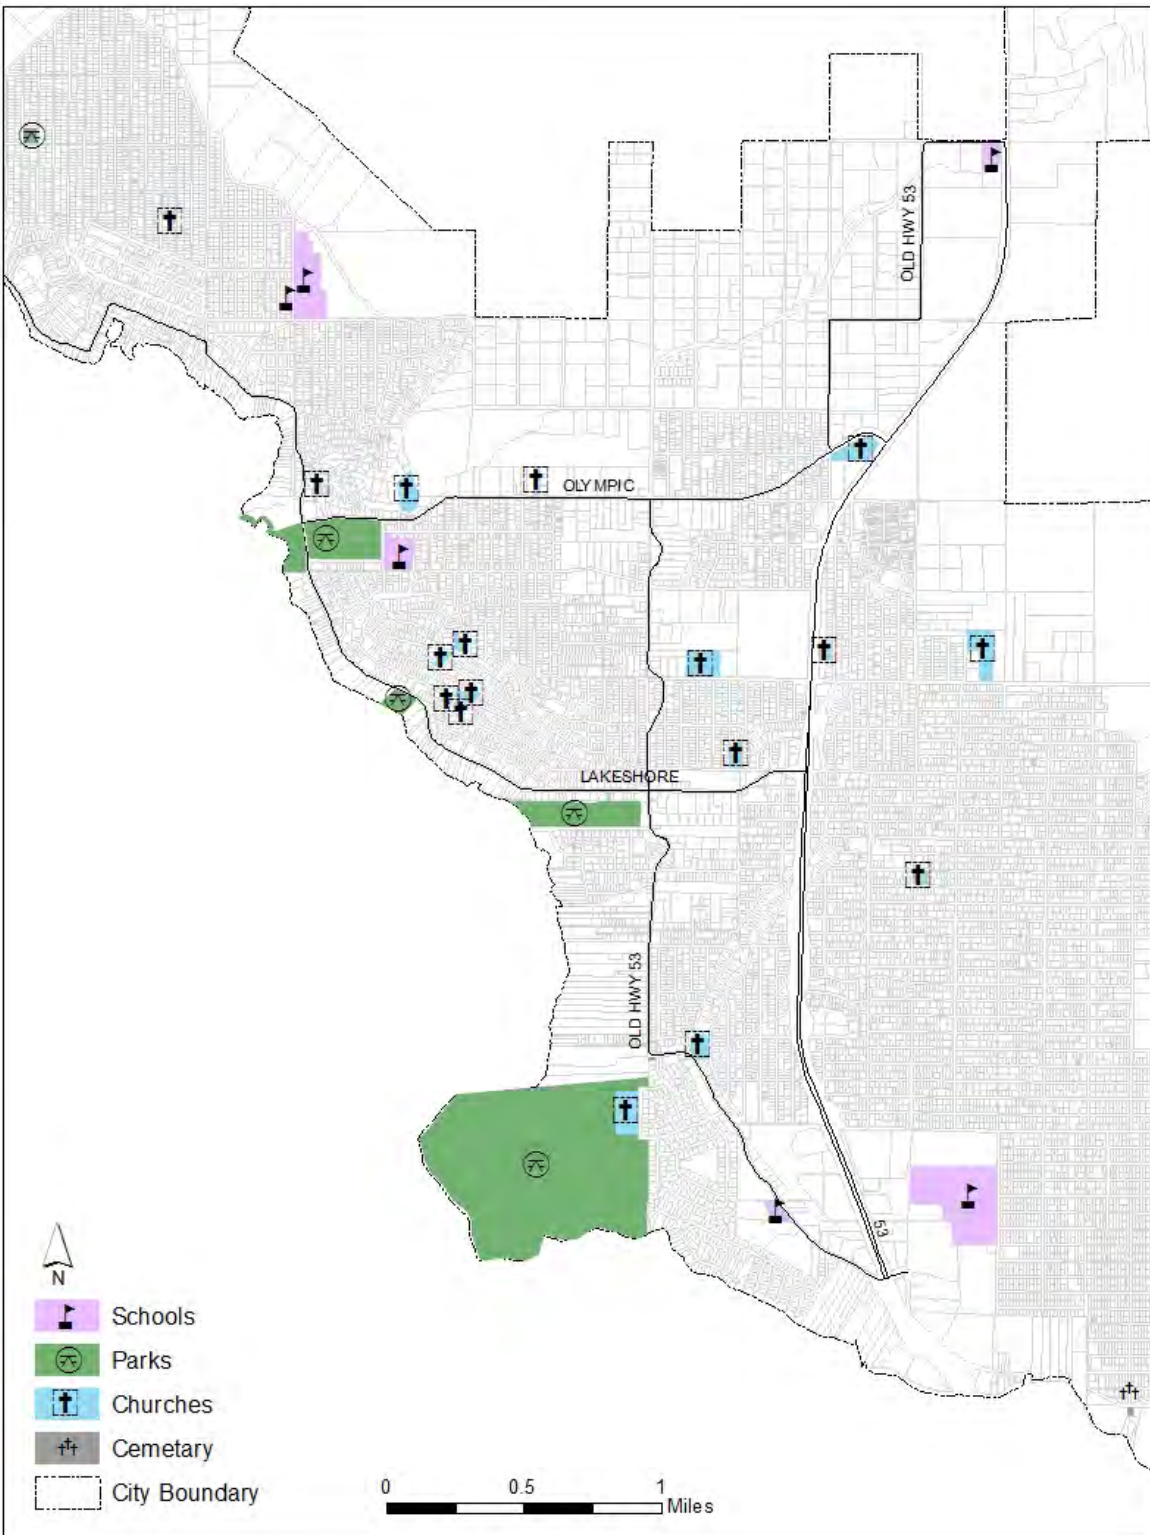 OLD HWY 53
OLYMPIC
LAKESHORE
OLD HWY 53
53
N
Schools
Parks
Churches
Cemetary
City Boundary
0 0.5 1
Miles